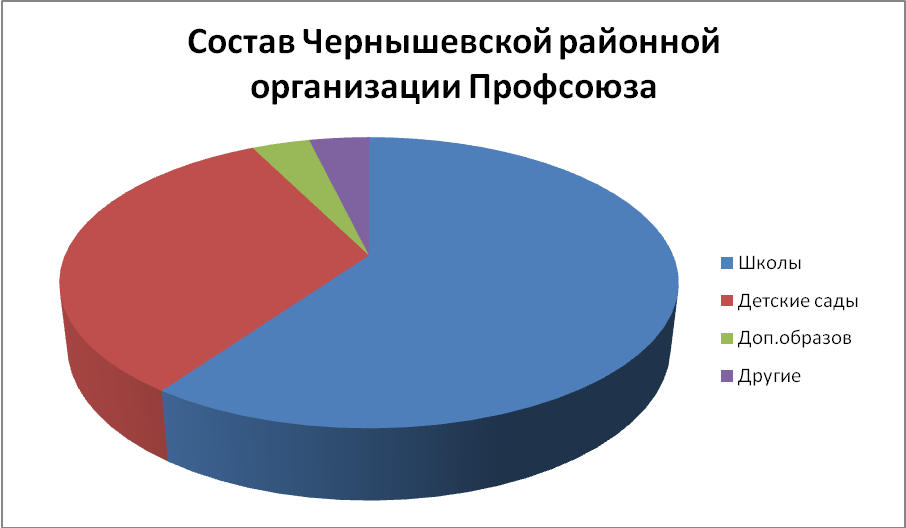 Состав Чернышевской районной
организации Профсоюза
Школы
Детские сады
Доп.образов
Другие